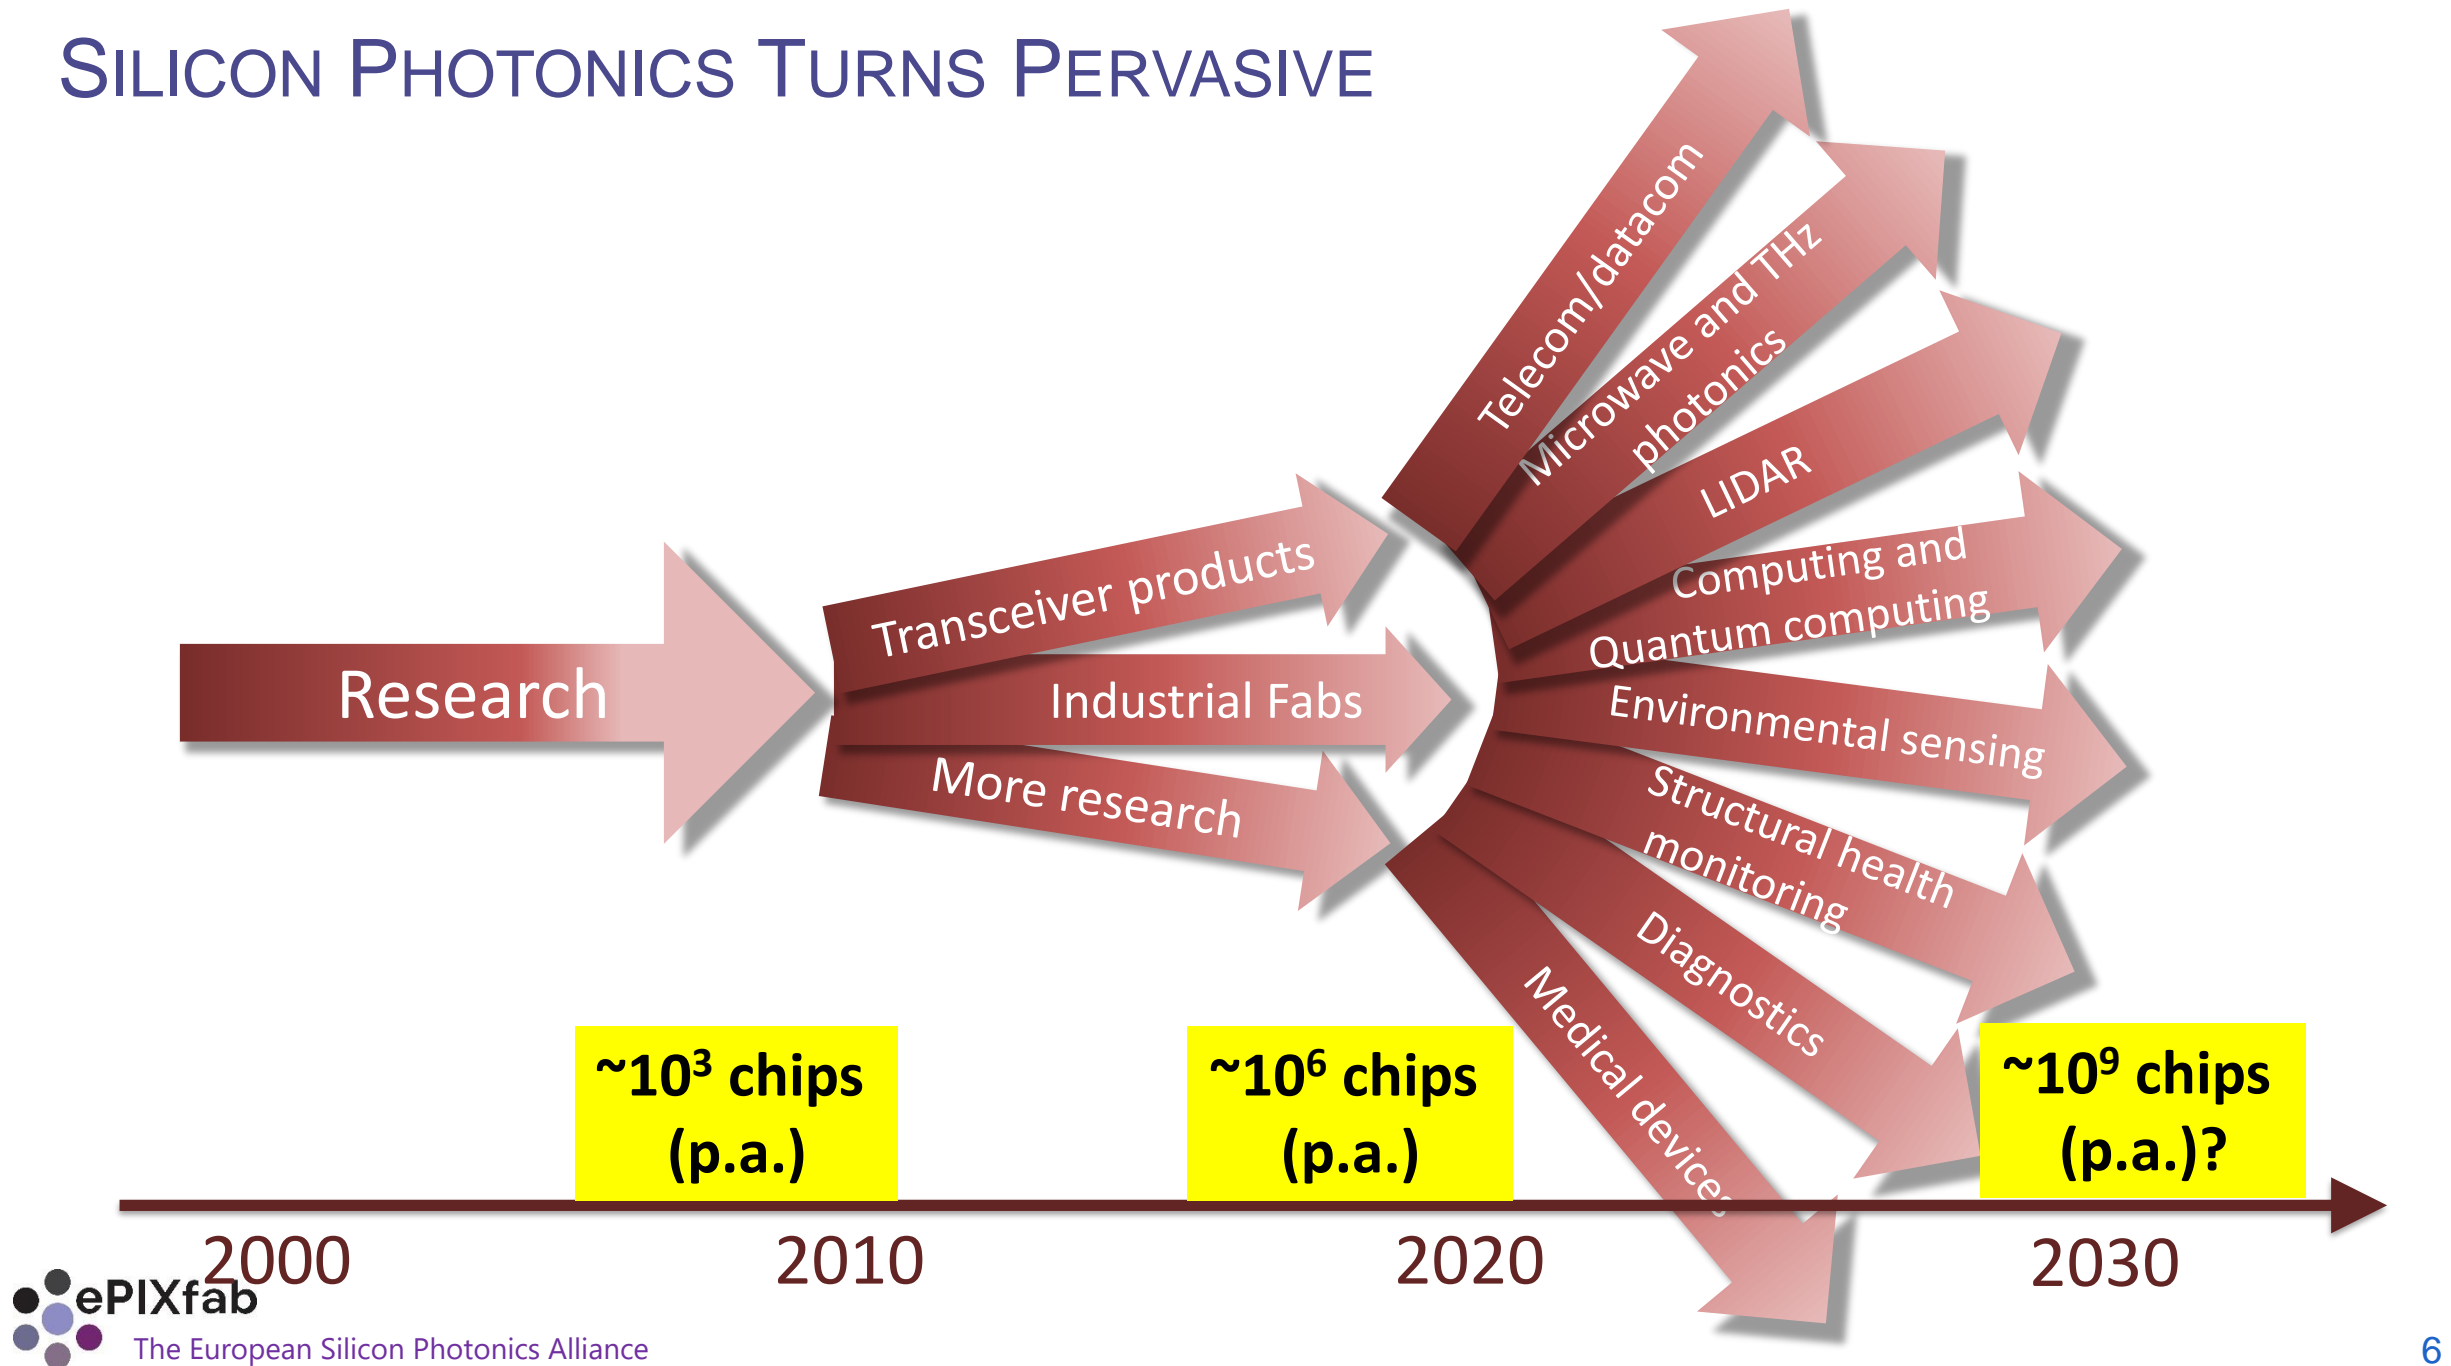 SILICON PHOTONICS TURNS PERVASIVE
Telecom/datacom
Microwave and THz
photonics
LIDAR
Computing and
Quantum computing
Environmental sensing
Structural health
monitoring
Diagnostics
Medical devices
Transceiver products
Industrial Fabs
More research
Research
~10³ chips
(p.a.)
~10⁶ chips
(p.a.)
~10⁹ chips
(p.a.)?
2000
2010
2020
2030
ePIXfab
The European Silicon Photonics Alliance
6